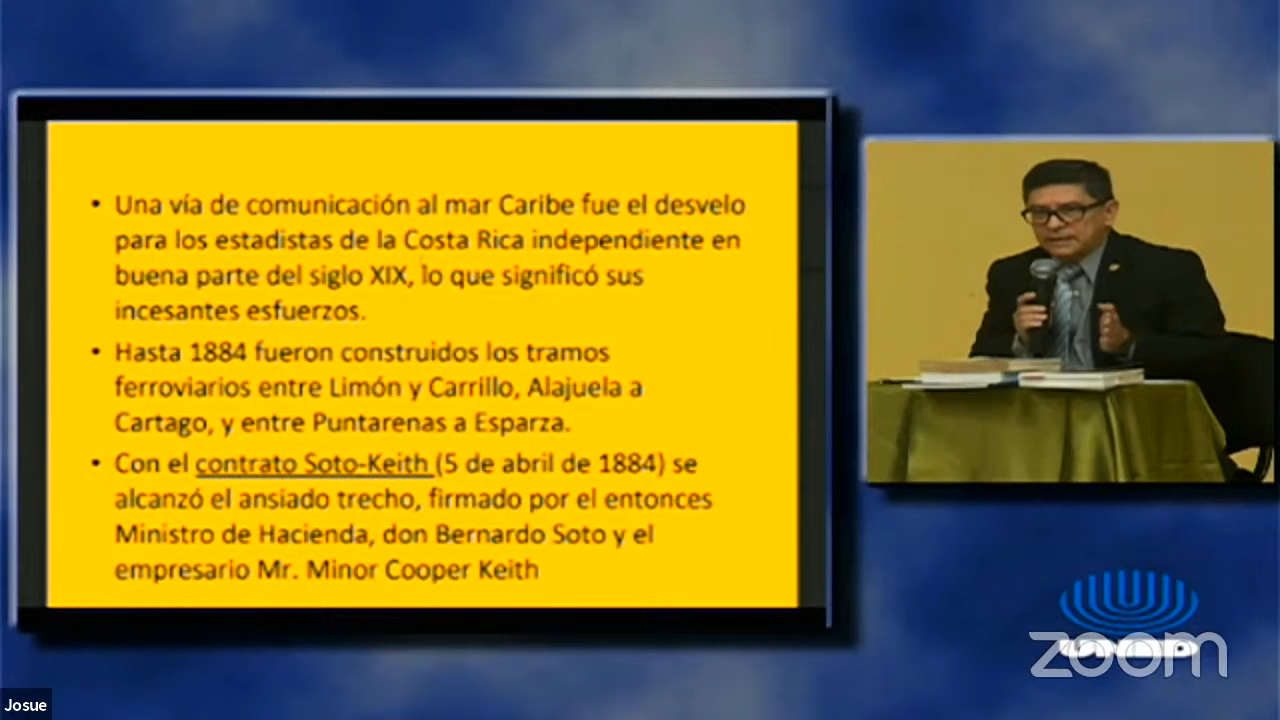 • Una vía de comunicación al mar Caribe fue el desvelo
para los estadistas de la Costa Rica independiente en
buena parte del siglo XIX, lo que significó sus
incesantes esfuerzos.
• Hasta 1884 fueron construidos los tramos
ferroviarios entre Limón y Carrillo, Alajuela a
Cartago, y entre Puntarenas a Esparza.
• Con el contrato Soto-Keith (5 de abril de 1884) se
alcanzó el ansiado trecho, firmado por el entonces
Ministro de Hacienda, don Bernardo Soto y el
empresario Mr. Minor Cooper Keith
zoom
Josue